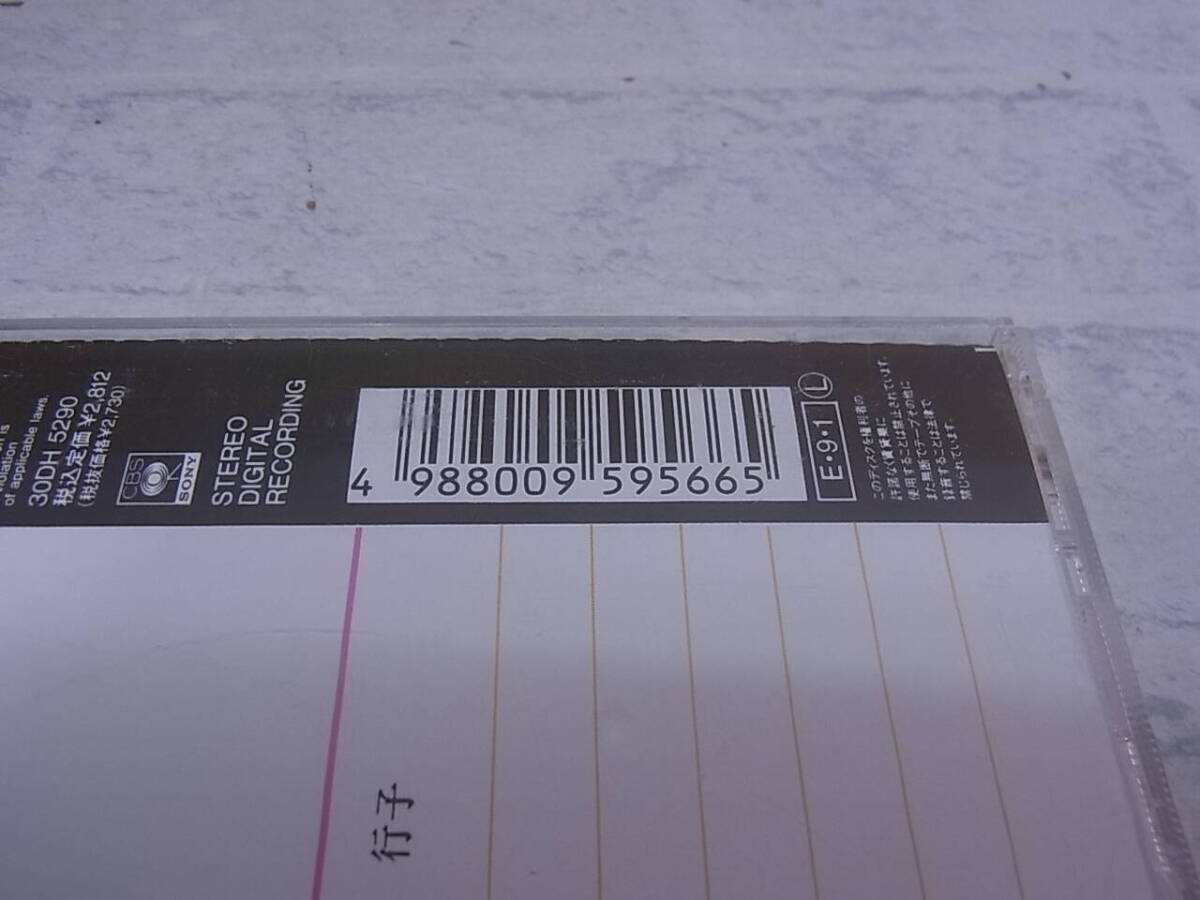 of applicable laws.
30DH 5290
税込定価¥2,812
(税抜価格¥2,730)
CBS
SONY
STEREO
DIGITAL
RECORDING
4 988009 595665
E・9・1
L
このディスクを権利者の
許諾なく賃貸業に
使用することは禁止されています。
また無断でテープその他に
録音することは法律で
禁じられています。
行子